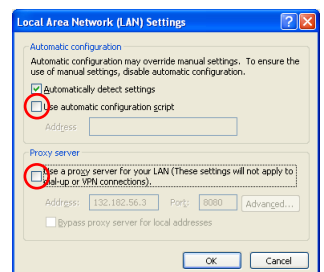 Local Area Network (LAN) Settings
Automatic configuration
Automatic configuration may override manual settings. To ensure the
use of manual settings, disable automatic configuration.
Automatically detect settings
Use automatic configuration script
Address
Proxy server
Use a proxy server for your LAN (These settings will not apply to
dial-up or VPN connections).
Address: 132.182.56.3 Port: 8080 Advanced...
Bypass proxy server for local addresses
OK Cancel